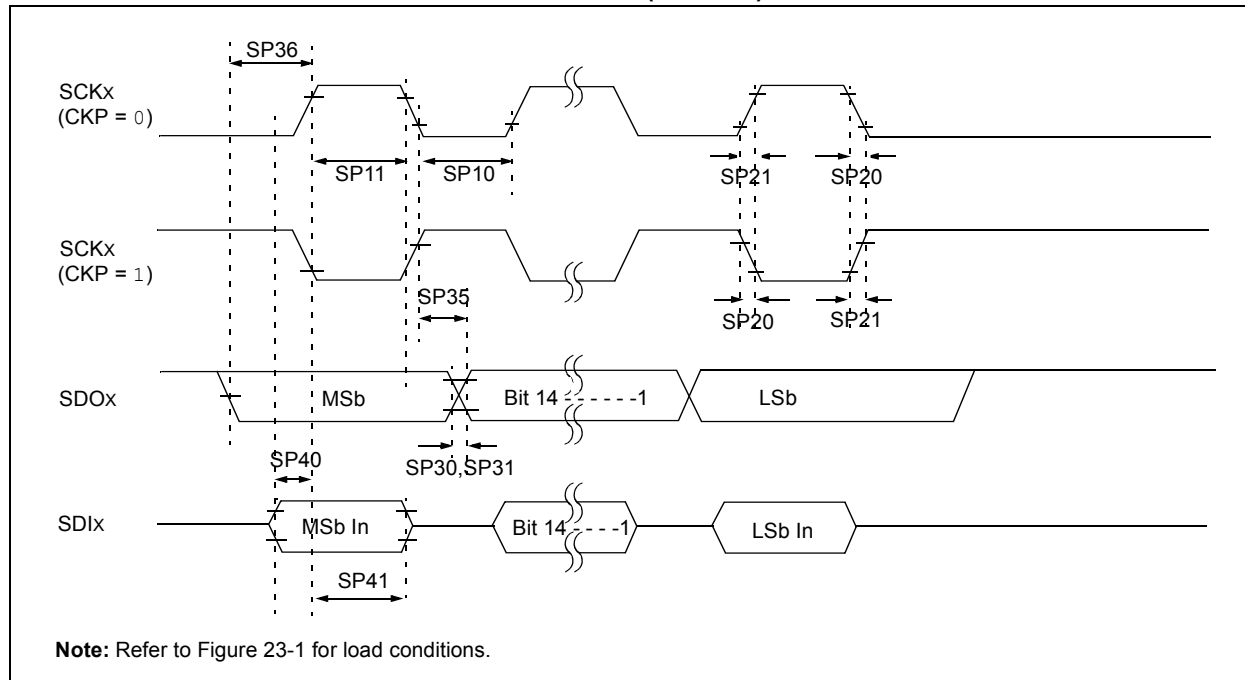 SP36
SCKx
(CKP = 0)
SP11
SP10
SP21
SP20
SCKx
(CKP = 1)
SP35
SP20
SP21
SDOx
MSb
Bit 14 - - - - - -1
LSb
SP40
SP30,SP31
SDIx
MSb In
Bit 14 - - - -1
LSb In
SP41
Note: Refer to Figure 23-1 for load conditions.